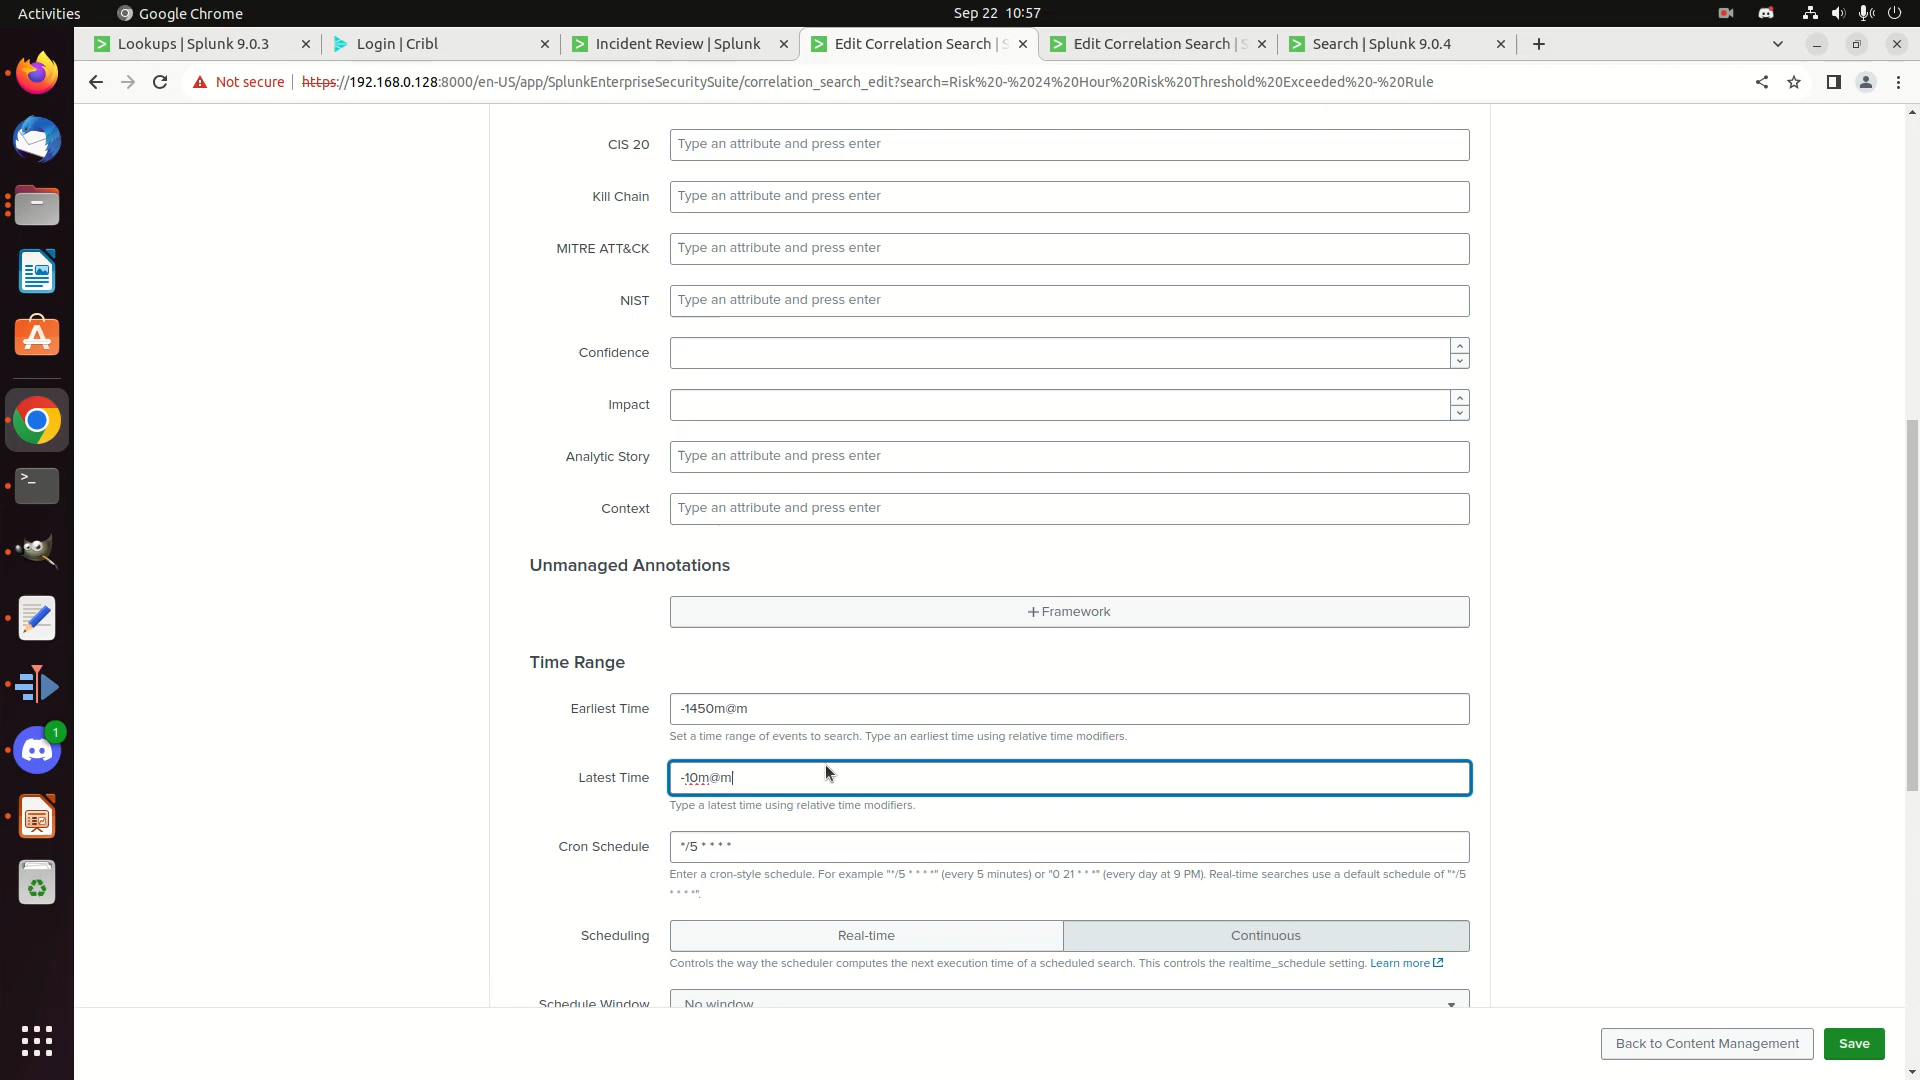 Activities
Google Chrome
Sep 22 10:57
Lookups | Splunk 9.0.3
Login | Cribl
Incident Review | Splunk
Edit Correlation Search | S
Edit Correlation Search | S
Search | Splunk 9.0.4
Not secure
https://192.168.0.128:8000/en-US/app/SplunkEnterpriseSecuritySuite/correlation_search_edit?search=Risk%20-%2024%20Hour%20Risk%20Threshold%20Exceeded%20-%20Rule
CIS 20
Type an attribute and press enter
Kill Chain
Type an attribute and press enter
MITRE ATT&CK
Type an attribute and press enter
NIST
Type an attribute and press enter
Confidence
Impact
Analytic Story
Type an attribute and press enter
Context
Type an attribute and press enter
Unmanaged Annotations
+ Framework
Time Range
Earliest Time
-1450m@m
Set a time range of events to search. Type an earliest time using relative time modifiers.
Latest Time
-10m@m
Type a latest time using relative time modifiers.
Cron Schedule
*/5 * * * *
Enter a cron-style schedule. For example "*/5 * * * *" (every 5 minutes) or "0 21 * * *" (every day at 9 PM). Real-time searches use a default schedule of "*/5
* * * *".
Scheduling
Real-time
Continuous
Controls the way the scheduler computes the next execution time of a scheduled search. This controls the realtime_schedule setting. Learn more
Schedule Window
No window
Back to Content Management
Save
1